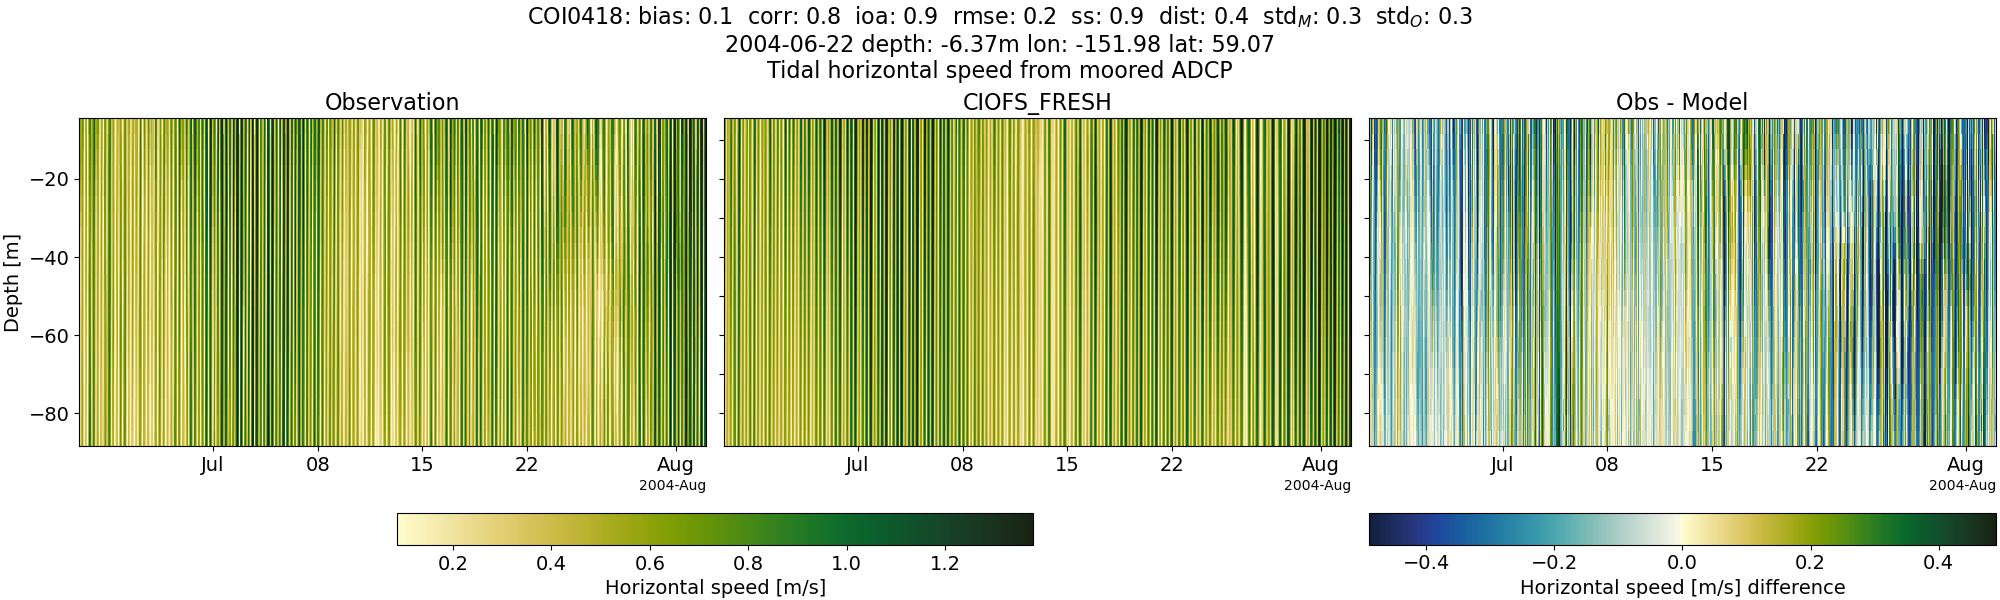 COI0418: bias: 0.1  corr: 0.8  ioa: 0.9  rmse: 0.2  ss: 0.9  dist: 0.4  std_M: 0.3  std_O: 0.3
2004-06-22 depth: -6.37m lon: -151.98 lat: 59.07
Tidal horizontal speed from moored ADCP
Observation
CIOFS_FRESH
Obs - Model
Depth [m]
−20
−40
−60
−80
Jul 08 15 22 Aug
2004-Aug
Jul 08 15 22 Aug
2004-Aug
Jul 08 15 22 Aug
2004-Aug
0.2 0.4 0.6 0.8 1.0 1.2
Horizontal speed [m/s]
−0.4 −0.2 0.0 0.2 0.4
Horizontal speed [m/s] difference